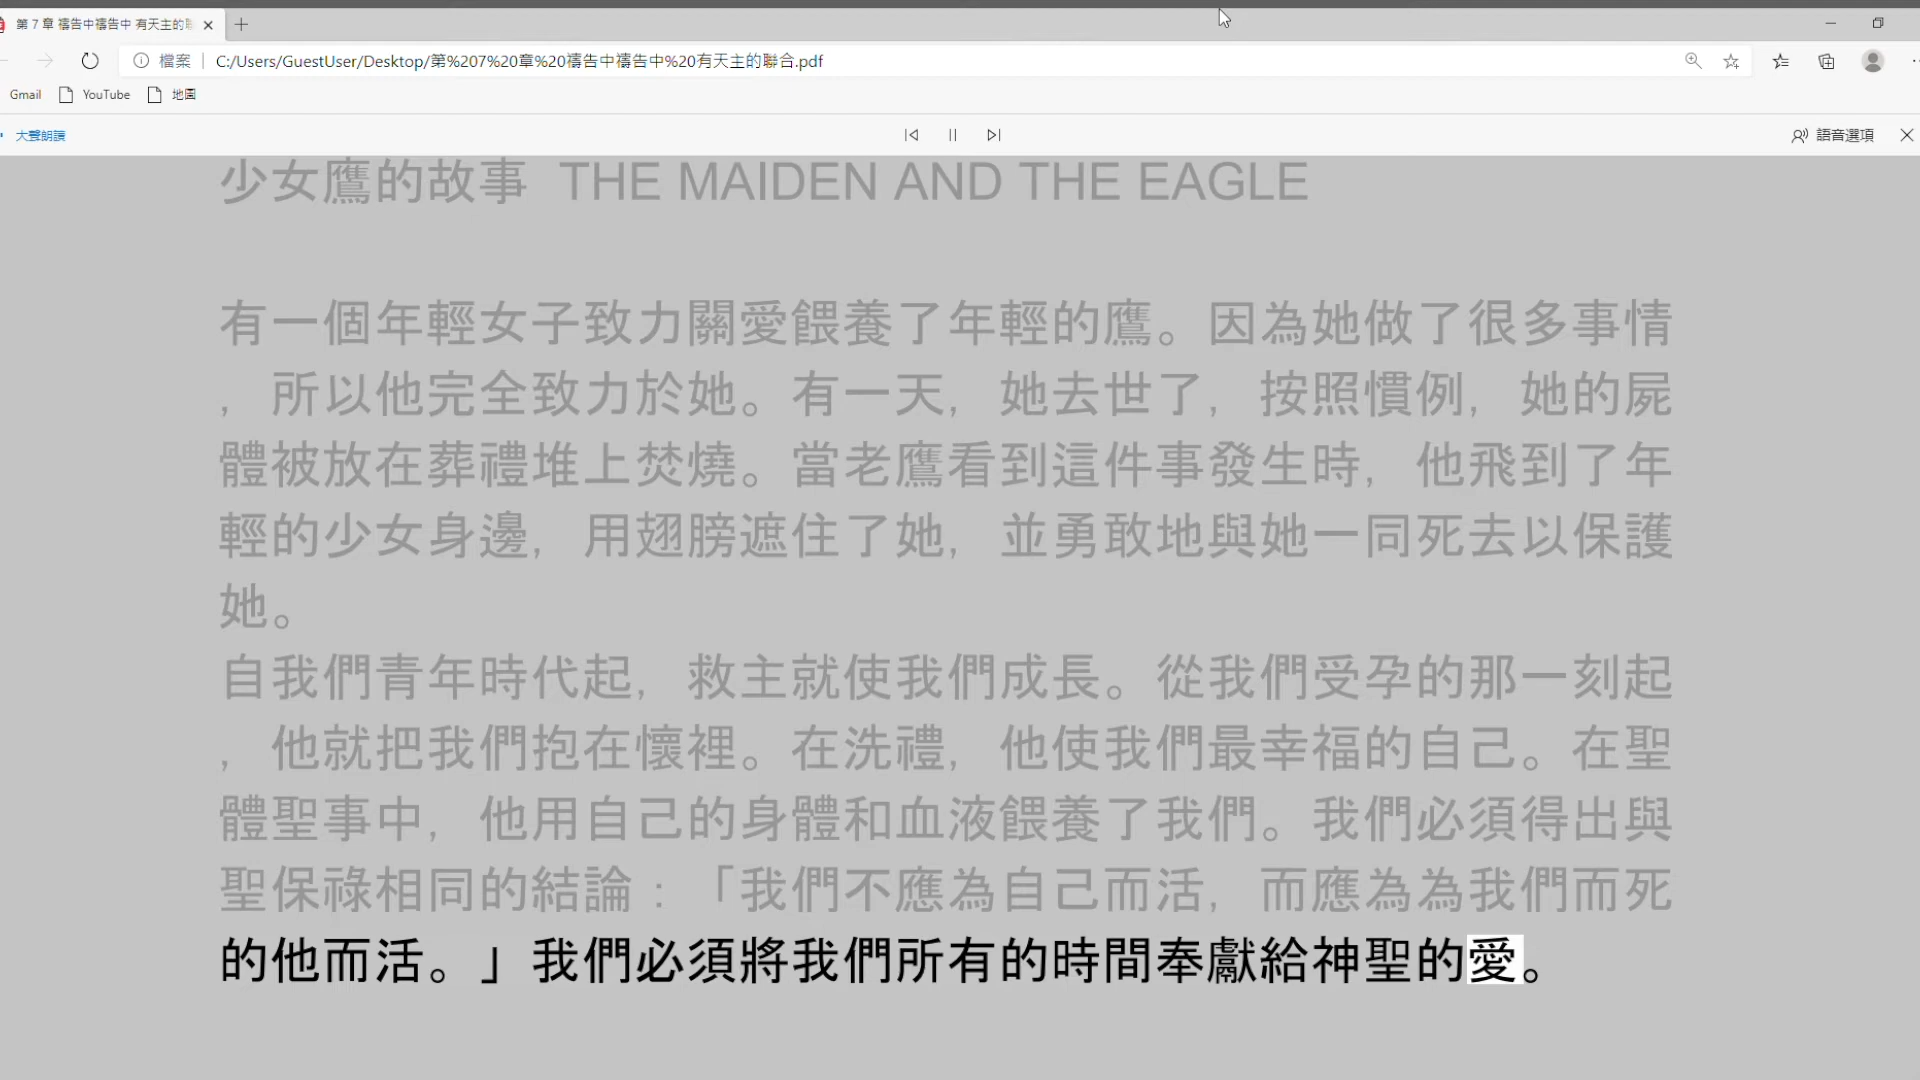 第 7 章 禱告中禱告中 有天主的聯
檔案
C:/Users/GuestUser/Desktop/第%207%20章%20禱告中禱告中%20有天主的聯合.pdf
Gmail YouTube 地圖
大聲朗讀
語音選項
少女鷹的故事 THE MAIDEN AND THE EAGLE
有一個年輕女子致力關愛餵養了年輕的鷹。因為她做了很多事情
，所以他完全致力於她。有一天，她去世了，按照慣例，她的屍
體被放在葬禮堆上焚燒。當老鷹看到這件事發生時，他飛到了年
輕的少女身邊，用翅膀遮住了她，並勇敢地與她一同死去以保護
她。
自我們青年時代起，救主就使我們成長。從我們受孕的那一刻起
，他就把我們抱在懷裡。在洗禮，他使我們最幸福的自己。在聖
體聖事中，他用自己的身體和血液餵養了我們。我們必須得出與
聖保祿相同的結論：「我們不應為自己而活，而應為為我們而死
的他而活。」我們必須將我們所有的時間奉獻給神聖的愛。